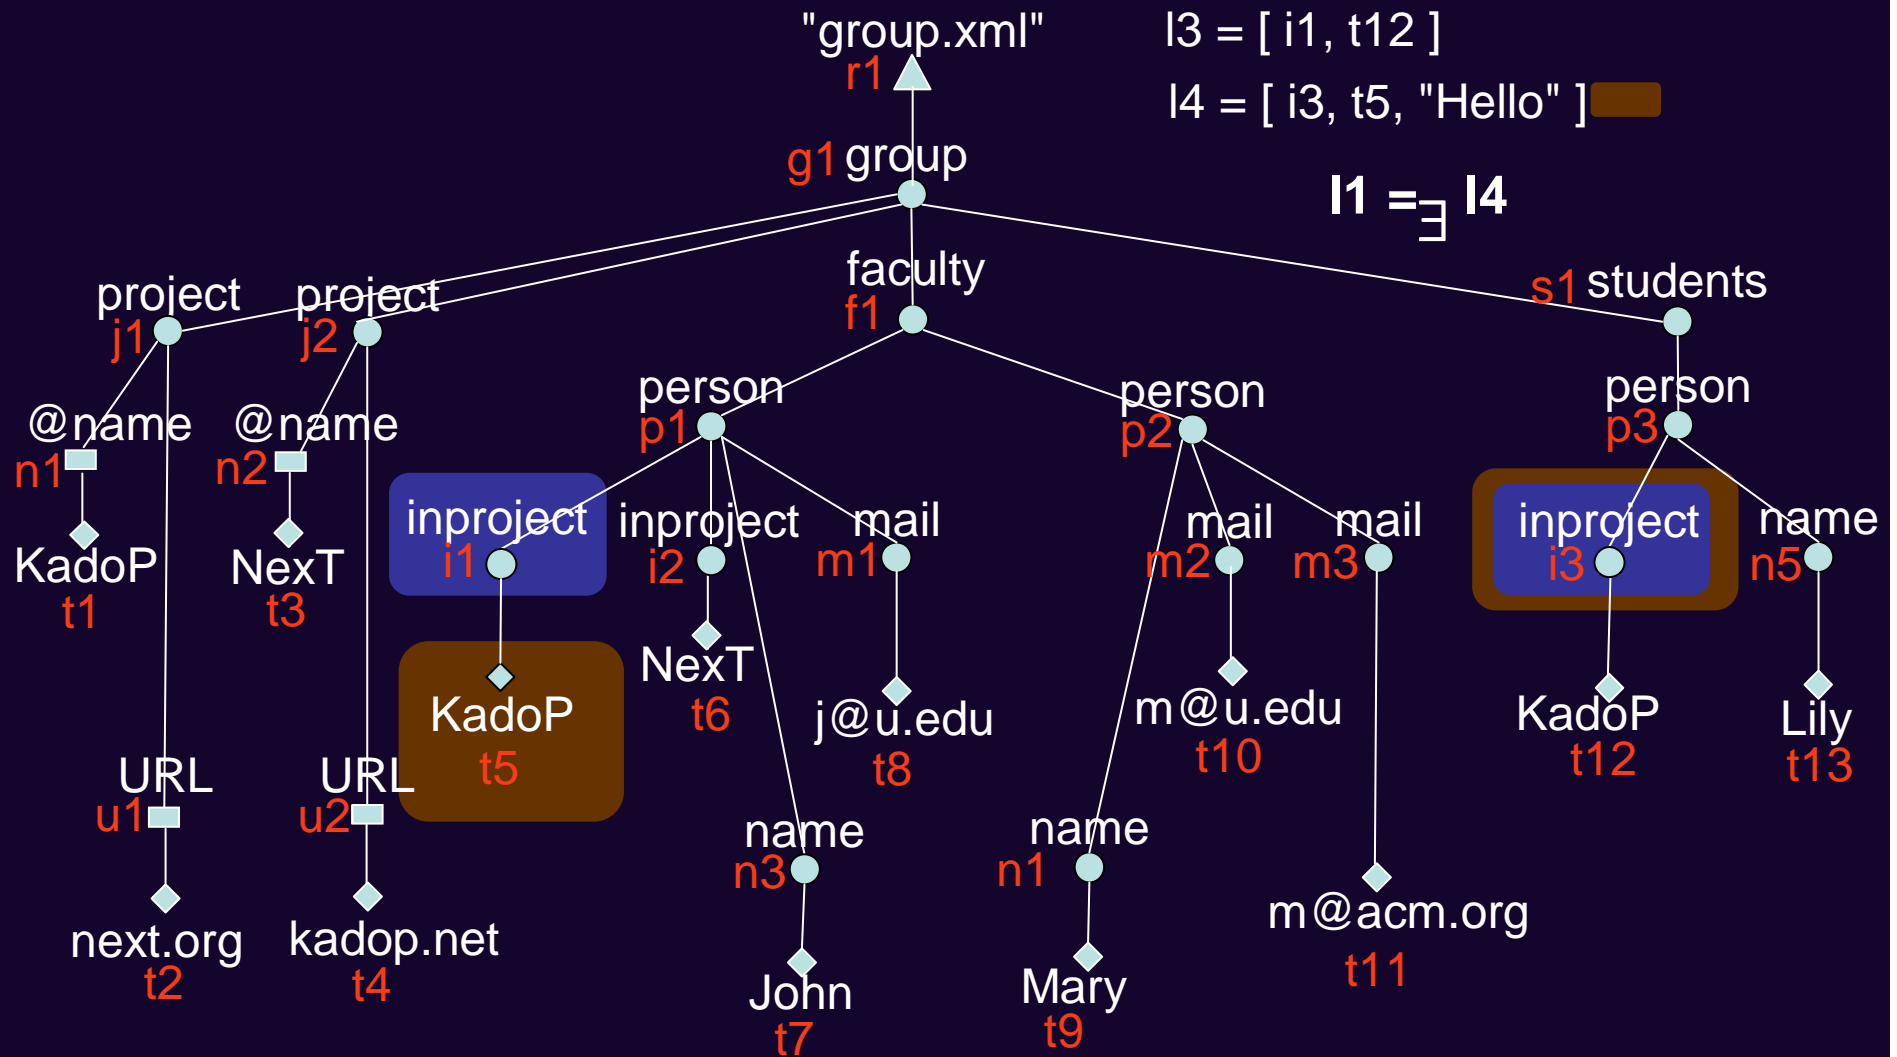 "group.xml"
r1
l3 = [ i1, t12 ]
l4 = [ i3, t5, "Hello" ]
l1 =∃ l4
g1 group
project
j1
project
j2
faculty
f1
s1 students
@name
n1
@name
n2
person
p1
person
p2
person
p3
KadoP
t1
NexT
t3
inproject
i1
inproject
i2
mail
m1
mail
m2
mail
m3
inproject
i3
name
n5
KadoP
t5
NexT
t6
j@u.edu
t8
m@u.edu
t10
KadoP
t12
Lily
t13
URL
u1
URL
u2
name
n3
name
n1
next.org
t2
kadop.net
t4
m@acm.org
t11
John
t7
Mary
t9